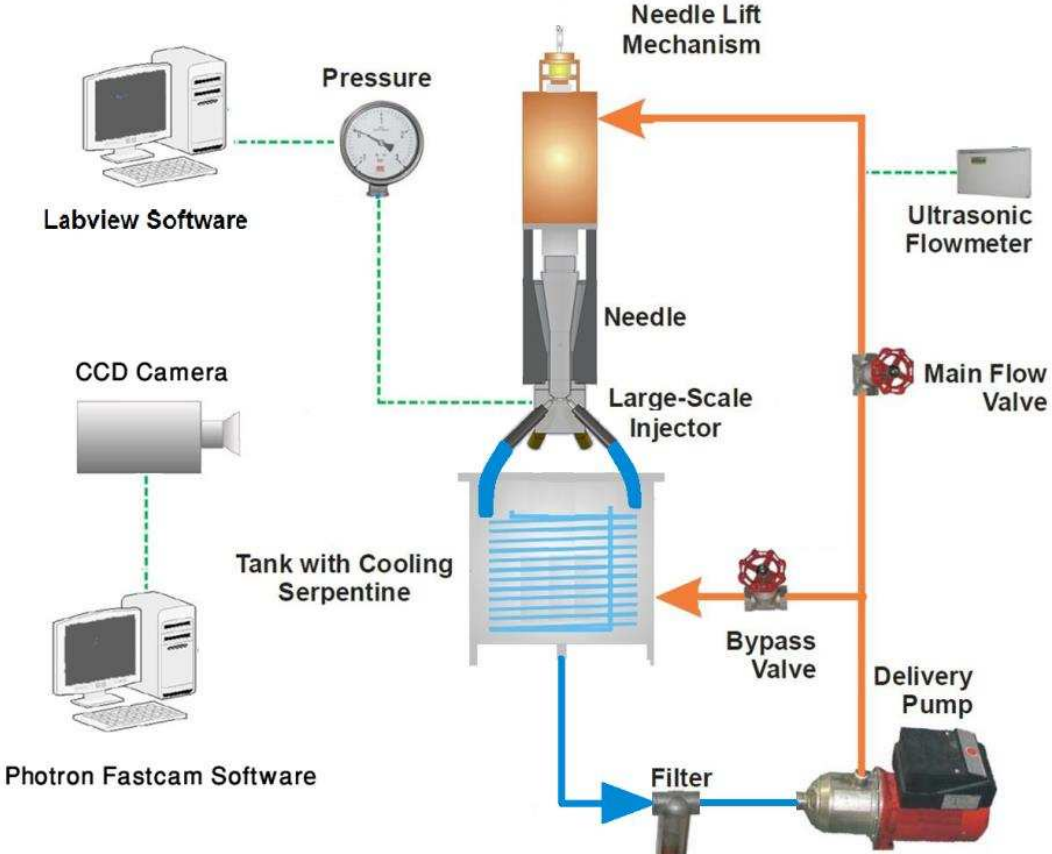 Needle Lift
Mechanism
Pressure
Labview Software
Ultrasonic
Flowmeter
Needle
CCD Camera
Main Flow
Valve
Large-Scale
Injector
Tank with Cooling
Serpentine
Bypass
Valve
Delivery
Pump
Photron Fastcam Software
Filter